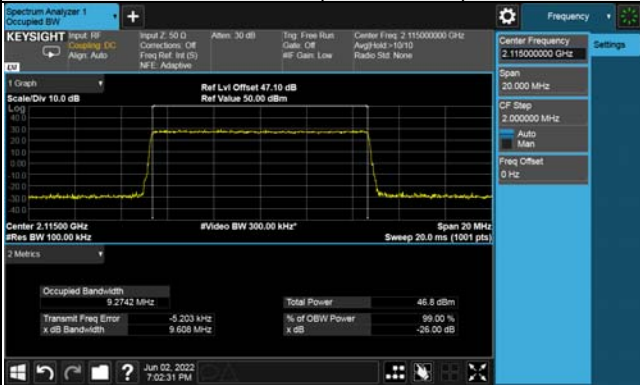 Spectrum Analyzer 1
Occupied BW
+
Frequency
KEYSIGHT
Input: RF
Coupling: DC
Align: Auto
Input Z: 50 Ω
Corrections: Off
Freq Ref: Int (S)
NFE: Adaptive
Atten: 30 dB
Trig: Free Run
Gate: Off
#IF Gain: Low
Center Freq: 2.115000000 GHz
Avg|Hold:>10/10
Radio Std: None
LXI
Center Frequency
2.115000000 GHz
Settings
Span
20.000 MHz
CF Step
2.000000 MHz
Auto
Man
Freq Offset
0 Hz
1 Graph
Scale/Div 10.0 dB
Ref Lvl Offset 47.10 dB
Ref Value 50.00 dBm
Log
40.0
30.0
20.0
10.0
0.00
-10.0
-20.0
-30.0
-40.0
Center 2.11500 GHz
#Res BW 100.00 kHz
#Video BW 300.00 kHz*
Span 20 MHz
Sweep 20.0 ms (1001 pts)
2 Metrics
Occupied Bandwidth
9.2742 MHz
Total Power 46.8 dBm
Transmit Freq Error -5.203 kHz
% of OBW Power 99.00 %
x dB Bandwidth 9.608 MHz
x dB -26.00 dB
?
Jun 02, 2022
7:02:31 PM